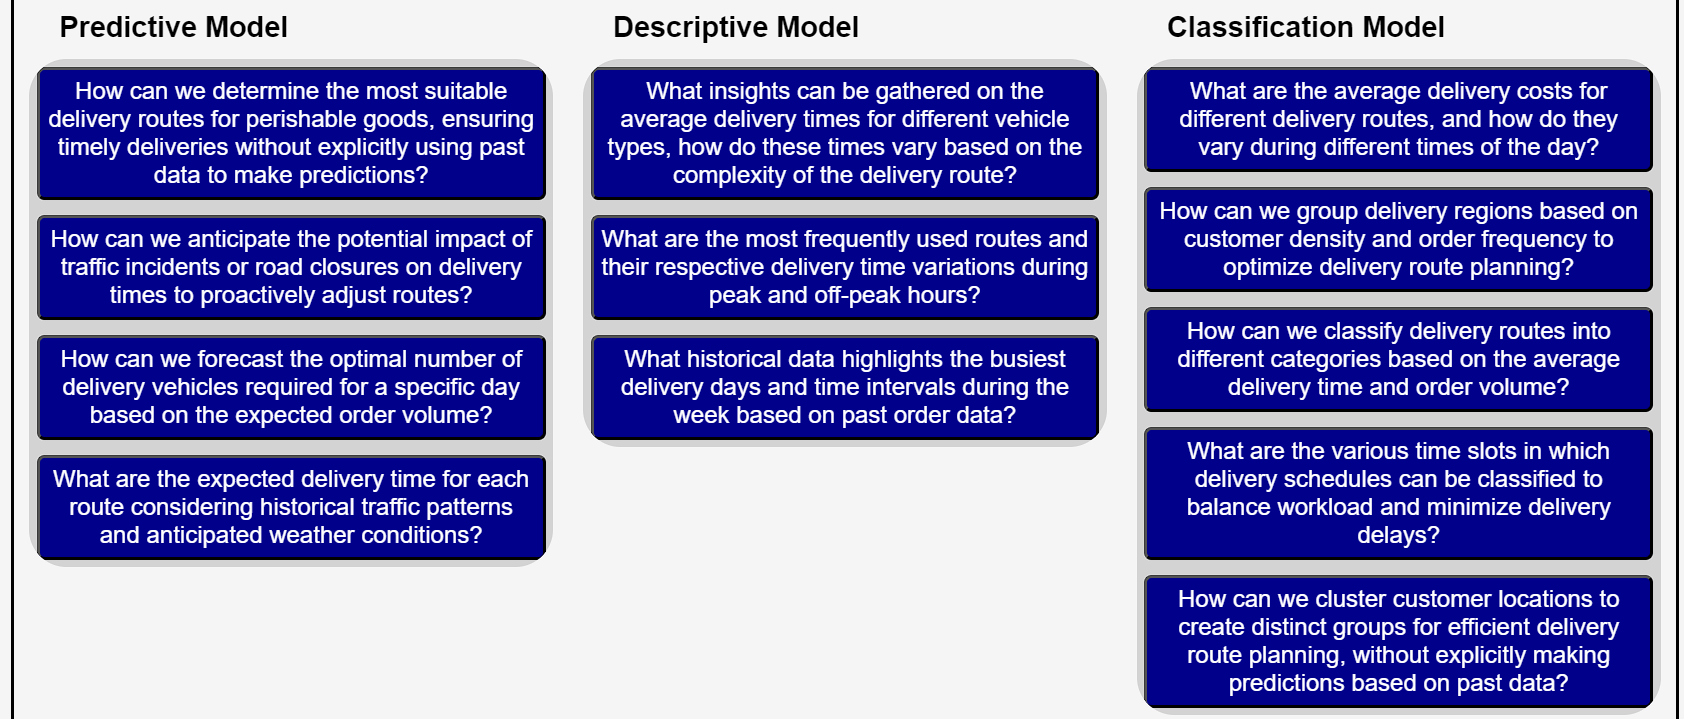 Predictive Model
How can we determine the most suitable
delivery routes for perishable goods, ensuring
timely deliveries without explicitly using past
data to make predictions?
How can we anticipate the potential impact of
traffic incidents or road closures on delivery
times to proactively adjust routes?
How can we forecast the optimal number of
delivery vehicles required for a specific day
based on the expected order volume?
What are the expected delivery time for each
route considering historical traffic patterns
and anticipated weather conditions?
Descriptive Model
What insights can be gathered on the
average delivery times for different vehicle
types, how do these times vary based on the
complexity of the delivery route?
What are the most frequently used routes and
their respective delivery time variations during
peak and off-peak hours?
What historical data highlights the busiest
delivery days and time intervals during the
week based on past order data?
Classification Model
What are the average delivery costs for
different delivery routes, and how do they
vary during different times of the day?
How can we group delivery regions based on
customer density and order frequency to
optimize delivery route planning?
How can we classify delivery routes into
different categories based on the average
delivery time and order volume?
What are the various time slots in which
delivery schedules can be classified to
balance workload and minimize delivery
delays?
How can we cluster customer locations to
create distinct groups for efficient delivery
route planning, without explicitly making
predictions based on past data?